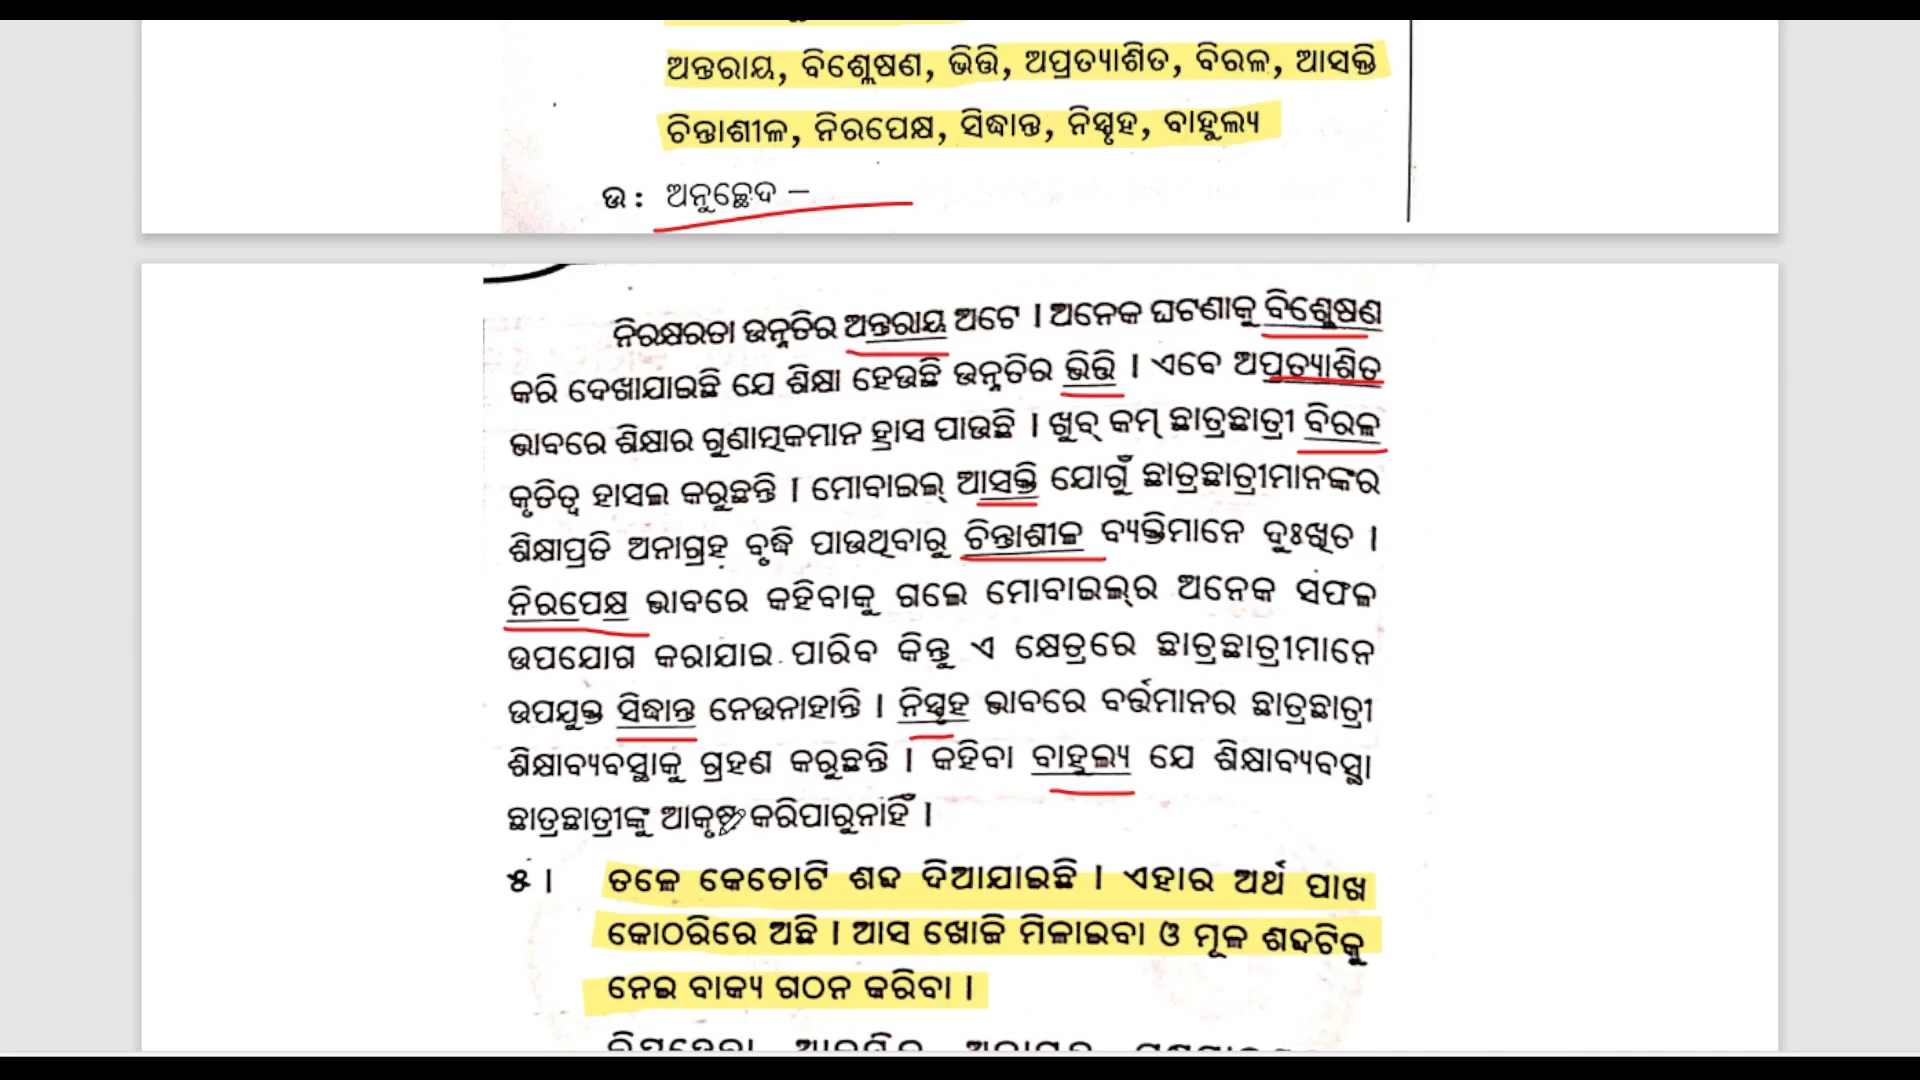 ଅନ୍ତରାୟ, ବିଶ୍ଳେଷଣ, ଭିତ୍ତି, ଅପ୍ରତ୍ୟାଶିତ, ବିରଳ, ଆସକ୍ତି
ଚିନ୍ତାଶୀଳ, ନିରପେକ୍ଷ, ସିଦ୍ଧାନ୍ତ, ନିସ୍ପୃହ, ବାହୁଲ୍ୟ
ଉ : ଅନୁଚ୍ଛେଦ –
ନିରକ୍ଷରତା ଉନ୍ନତିର ଅନ୍ତରାୟ ଅଟେ । ଅନେକ ଘଟଣାକୁ ବିଶ୍ଳେଷଣ
କରି ଦେଖାଯାଇଛି ଯେ ଶିକ୍ଷା ହେଉଛି ଉନ୍ନତିର ଭିତ୍ତି । ଏବେ ଅପ୍ରତ୍ୟାଶିତ
ଭାବରେ ଶିକ୍ଷାର ଗୁଣାତ୍ମକମାନ ହ୍ରାସ ପାଉଛି । ଖୁବ୍ କମ୍ ଛାତ୍ରଛାତ୍ରୀ ବିରଳ
କୃତିତ୍ୱ ହାସଲ କରୁଛନ୍ତି । ମୋବାଇଲ୍ ଆସକ୍ତି ଯୋଗୁଁ ଛାତ୍ରଛାତ୍ରୀମାନଙ୍କର
ଶିକ୍ଷାପ୍ରତି ଅନାଗ୍ରହ ବୃଦ୍ଧି ପାଉଥିବାରୁ ଚିନ୍ତାଶୀଳ ବ୍ୟକ୍ତିମାନେ ଦୁଃଖିତ ।
ନିରପେକ୍ଷ ଭାବରେ କହିବାକୁ ଗଲେ ମୋବାଇଲ୍‌ର ଅନେକ ସଫଳ
ଉପଯୋଗ କରାଯାଇ ପାରିବ କିନ୍ତୁ ଏ କ୍ଷେତ୍ରରେ ଛାତ୍ରଛାତ୍ରୀମାନେ
ଉପଯୁକ୍ତ ସିଦ୍ଧାନ୍ତ ନେଉନାହାନ୍ତି । ନିସ୍ପୃହ ଭାବରେ ବର୍ତ୍ତମାନର ଛାତ୍ରଛାତ୍ରୀ
ଶିକ୍ଷାବ୍ୟବସ୍ଥାକୁ ଗ୍ରହଣ କରୁଛନ୍ତି । କହିବା ବାହୁଲ୍ୟ ଯେ ଶିକ୍ଷାବ୍ୟବସ୍ଥା
ଛାତ୍ରଛାତ୍ରୀଙ୍କୁ ଆକୃଷ୍ଟ କରିପାରୁନାହିଁ ।
୫ । ତଳେ କେତୋଟି ଶବ୍ଦ ଦିଆଯାଇଛି । ଏହାର ଅର୍ଥ ପାଖ
କୋଠରିରେ ଅଛି । ଆସ ଖୋଜି ମିଳାଇବା ଓ ମୂଳ ଶବ୍ଦଟିକୁ
ନେଇ ବାକ୍ୟ ଗଠନ କରିବା ।